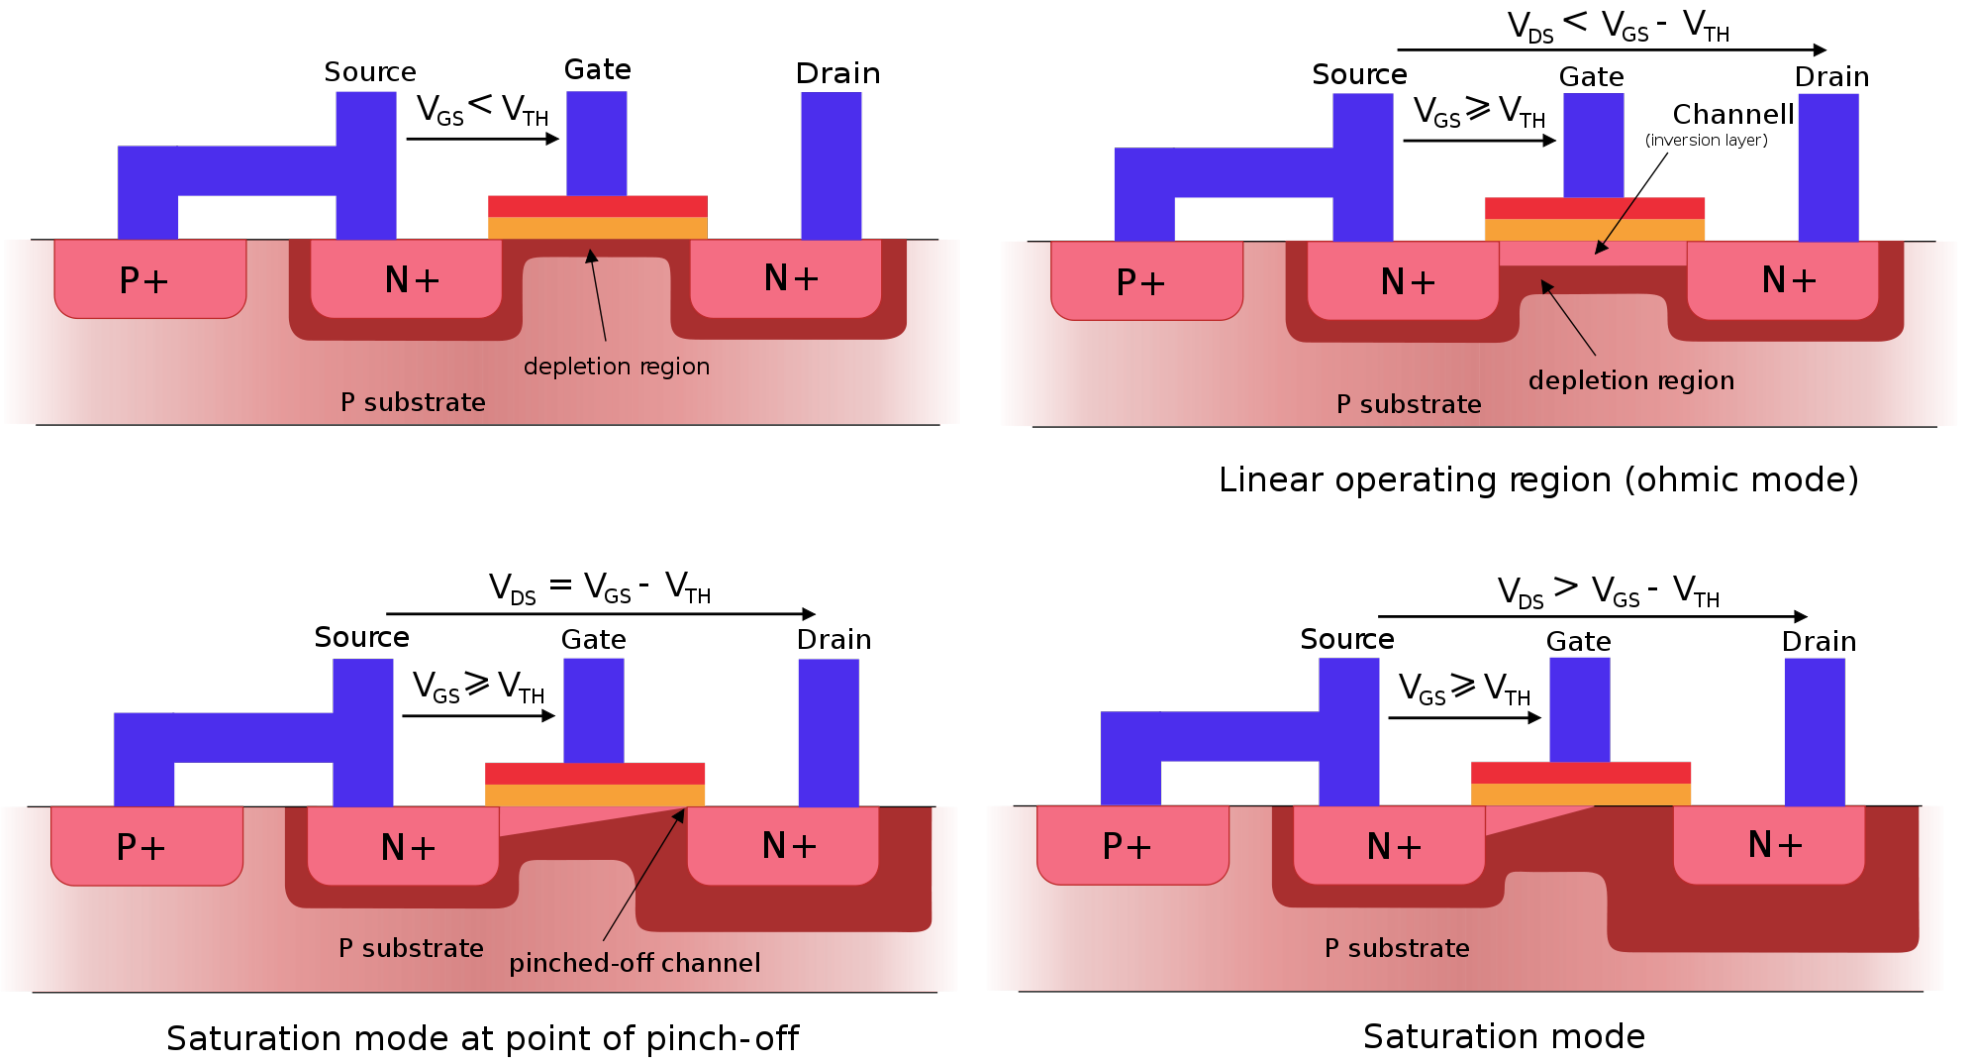 Source
Gate
Drain
VGS < VTH
P+
N+
N+
depletion region
P substrate
VDS < VGS - VTH
Source
Gate
Drain
VGS ⩾ VTH
Channell
(inversion layer)
P+
N+
N+
depletion region
P substrate
Linear operating region (ohmic mode)
VDS = VGS - VTH
Source
Gate
Drain
VGS ⩾ VTH
P+
N+
N+
P substrate
pinched-off channel
Saturation mode at point of pinch-off
VDS > VGS - VTH
Source
Gate
Drain
VGS ⩾ VTH
P+
N+
N+
P substrate
Saturation mode